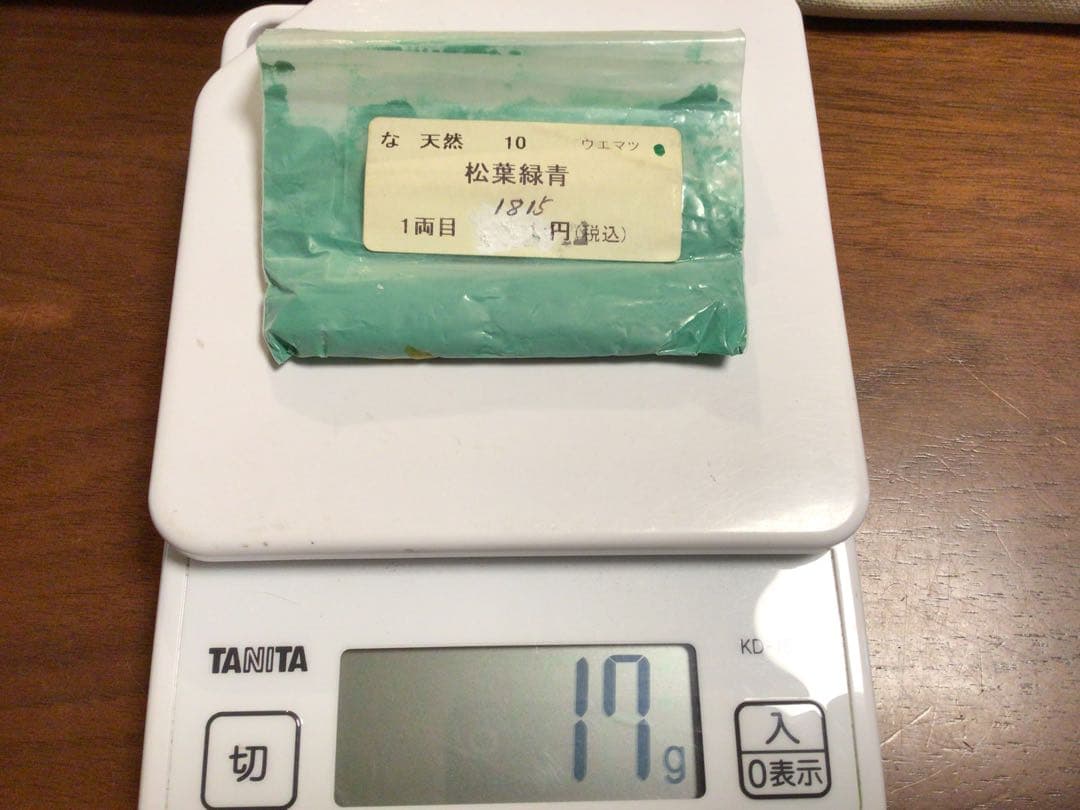 な 天然 10 ウエマツ
松葉緑青
1815
1両目 円(税込)
TANITA
KD-
17g
切
入
0表示